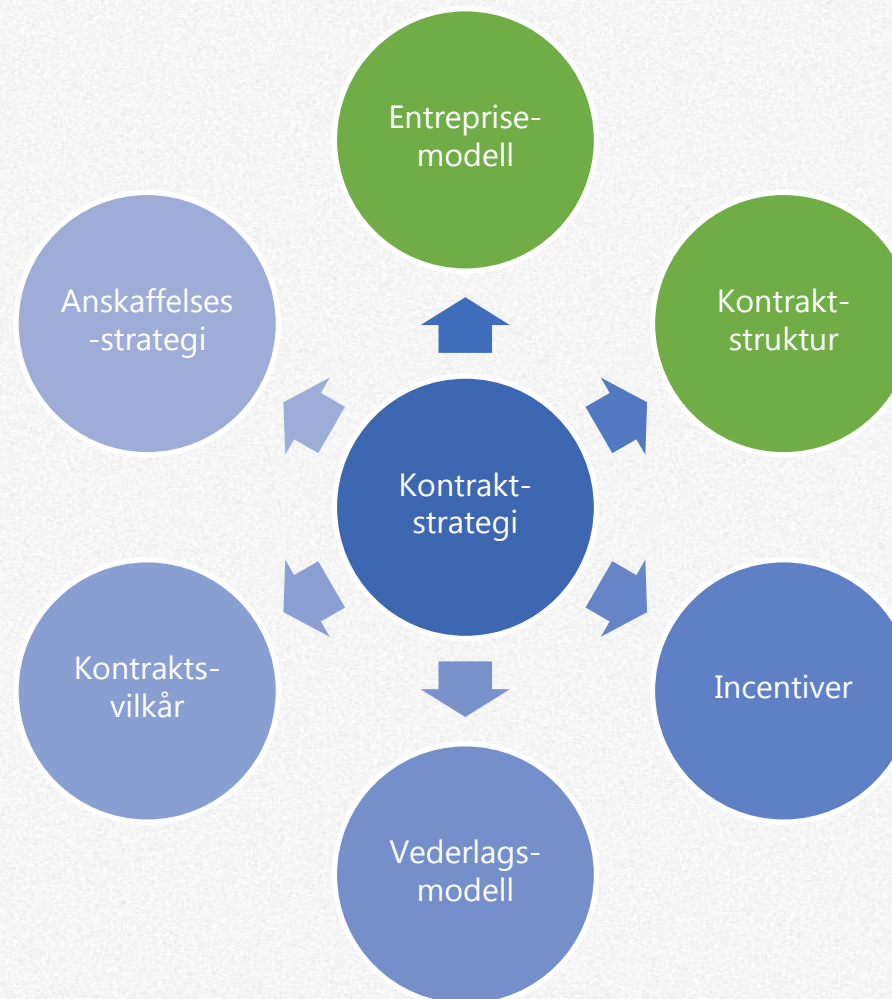 Entreprise-
modell
Anskaffelses
-strategi
Kontrakt-
struktur
Kontrakt-
strategi
Kontrakts-
vilkår
Incentiver
Vederlags-
modell